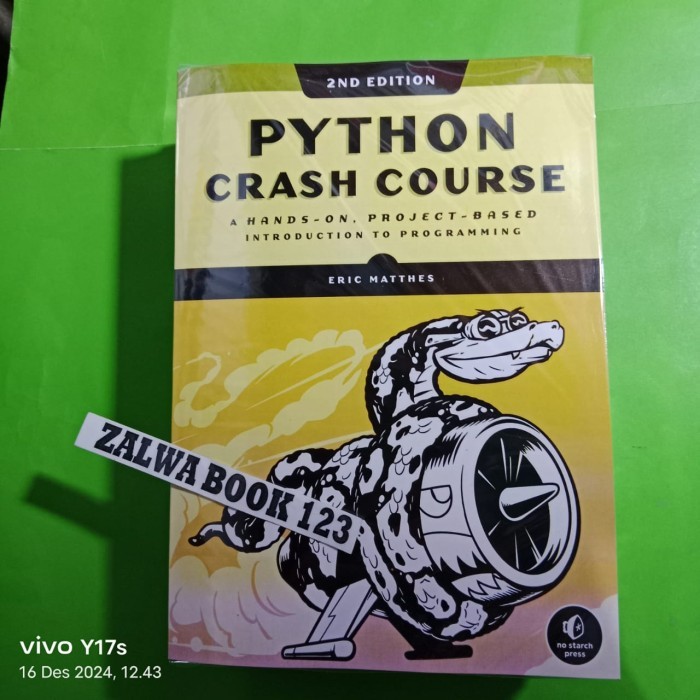 2ND EDITION
PYTHON
CRASH COURSE
A HANDS-ON, PROJECT-BASED
INTRODUCTION TO PROGRAMMING
ERIC MATTHES
ZALWA BOOK 123
no starch
press
vivo Y17s
16 Des 2024, 12.43